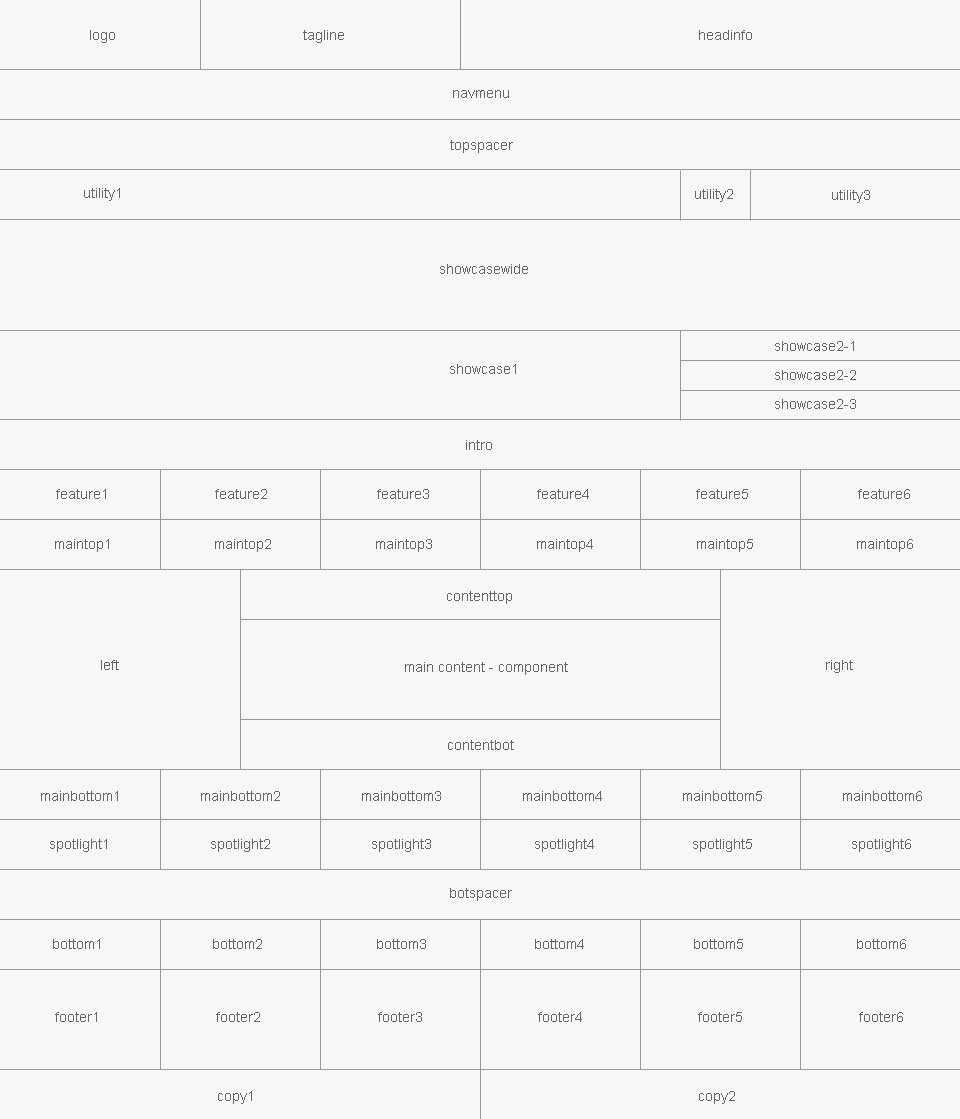 logo tagline headinfo
navmenu
topspacer
utility1 utility2 utility3
showcasewide
showcase1
showcase2-1
showcase2-2
showcase2-3
intro
feature1 feature2 feature3 feature4 feature5 feature6
maintop1 maintop2 maintop3 maintop4 maintop5 maintop6
left
contenttop
main content - component
contentbot
right
mainbottom1 mainbottom2 mainbottom3 mainbottom4 mainbottom5 mainbottom6
spotlight1 spotlight2 spotlight3 spotlight4 spotlight5 spotlight6
botspacer
bottom1 bottom2 bottom3 bottom4 bottom5 bottom6
footer1 footer2 footer3 footer4 footer5 footer6
copy1 copy2